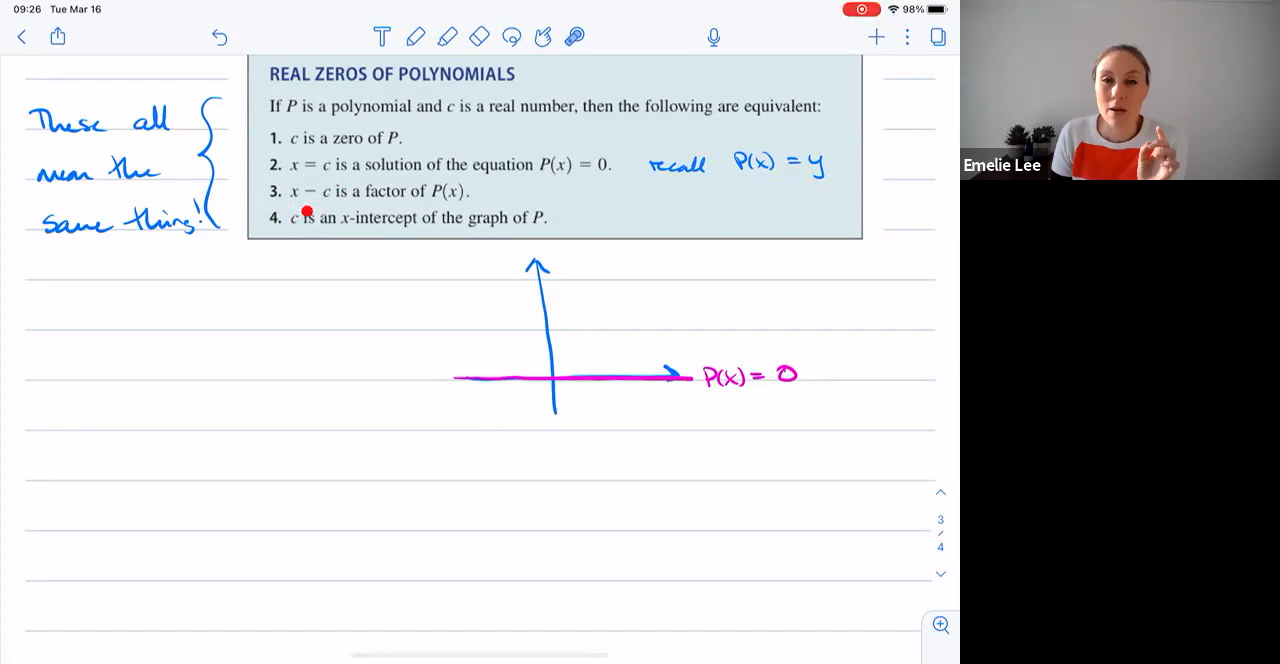 09:26 Tue Mar 16
98%
REAL ZEROS OF POLYNOMIALS
If P is a polynomial and c is a real number, then the following are equivalent:
1. c is a zero of P.
2. x = c is a solution of the equation P(x) = 0. recall P(x) = y
3. x − c is a factor of P(x).
4. c is an x-intercept of the graph of P.
These all
mean the
same thing!
P(x) = 0
3
/
4
Emelie Lee